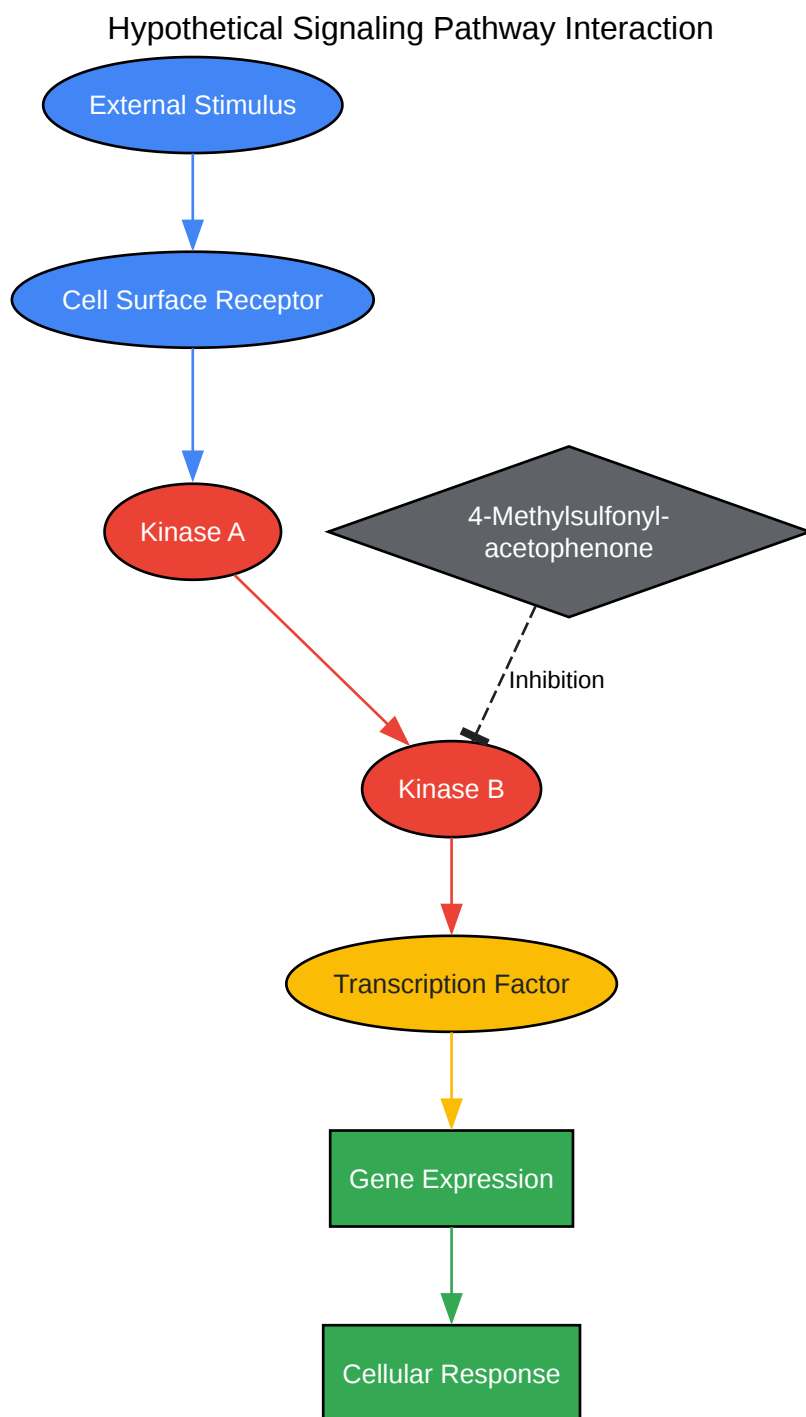 Hypothetical Signaling Pathway Interaction
External Stimulus
Cell Surface Receptor
Kinase A
4-Methylsulfonyl-
acetophenone
Inhibition
Kinase B
Transcription Factor
Gene Expression
Cellular Response